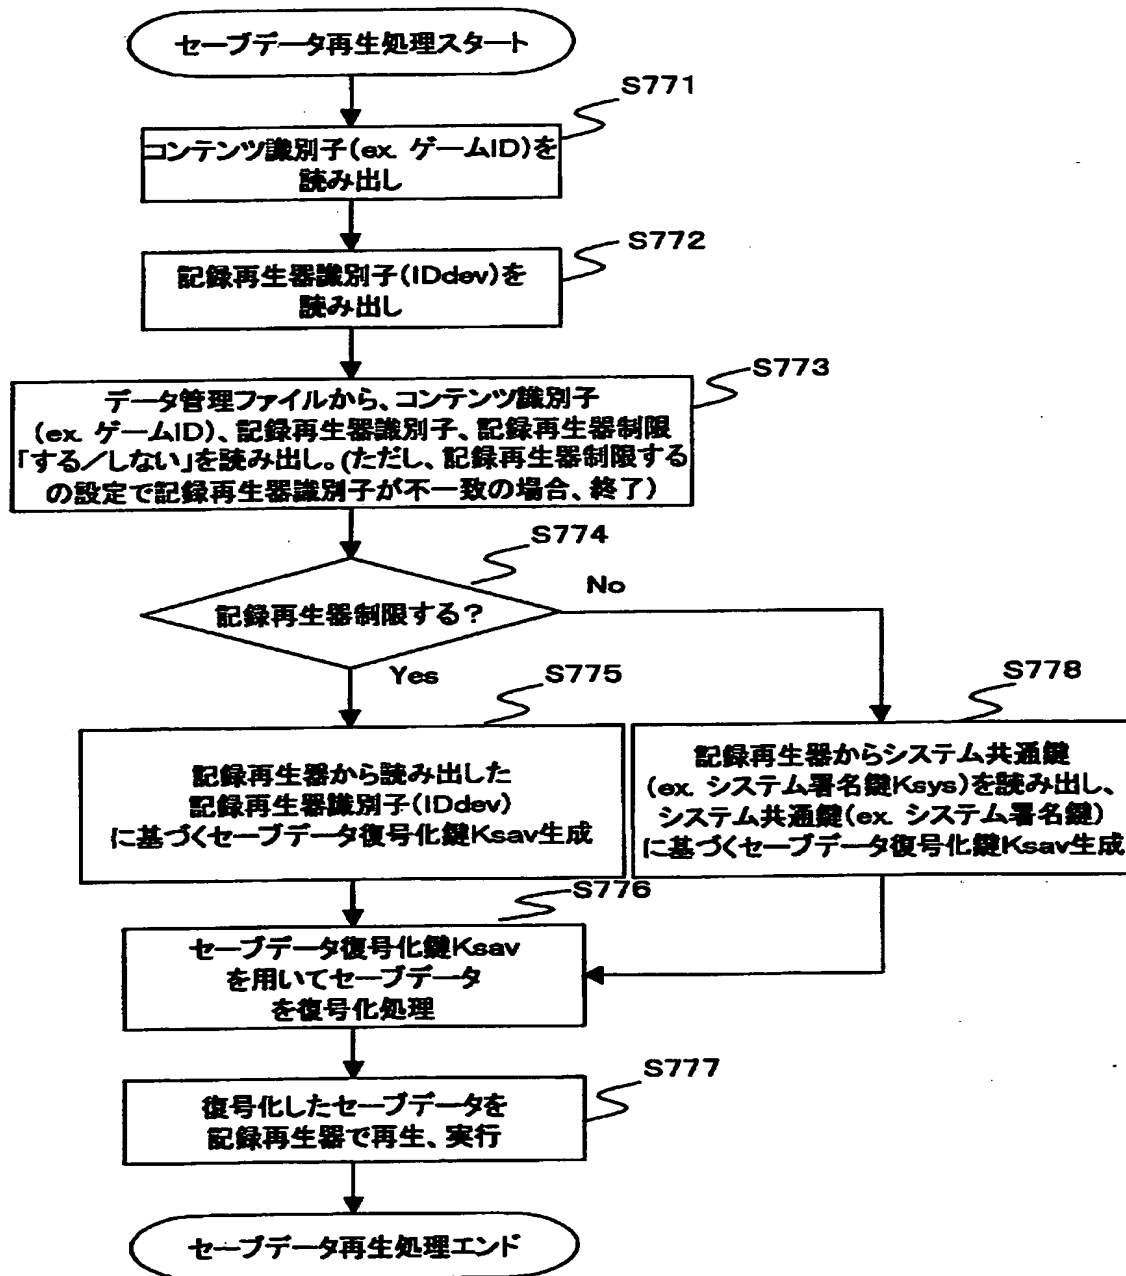 セーブデータ再生処理スタート
S771
コンテンツ識別子(ex. ゲームID)を
読み出し
S772
記録再生器識別子(IDdev)を
読み出し
S773
データ管理ファイルから、コンテンツ識別子
(ex. ゲームID)、記録再生器識別子、記録再生器制限
「する／しない」を読み出し。(ただし、記録再生器制限する
の設定で記録再生器識別子が不一致の場合、終了)
S774
記録再生器制限する?
No
Yes
S775
記録再生器から読み出した
記録再生器識別子(IDdev)
に基づくセーブデータ復号化鍵Ksav生成
S778
記録再生器からシステム共通鍵
(ex. システム署名鍵Ksys)を読み出し、
システム共通鍵(ex. システム署名鍵)
に基づくセーブデータ復号化鍵Ksav生成
S776
セーブデータ復号化鍵Ksav
を用いてセーブデータ
を復号化処理
S777
復号化したセーブデータを
記録再生器で再生、実行
セーブデータ再生処理エンド